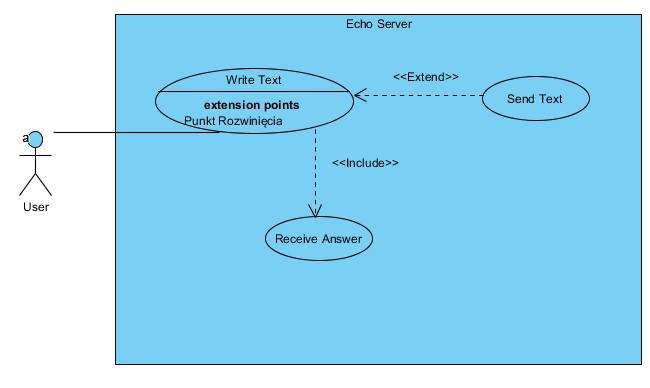 Echo Server
Write Text
extension points
Punkt Rozwinięcia
<<Extend>>
Send Text
a
User
<<Include>>
Receive Answer